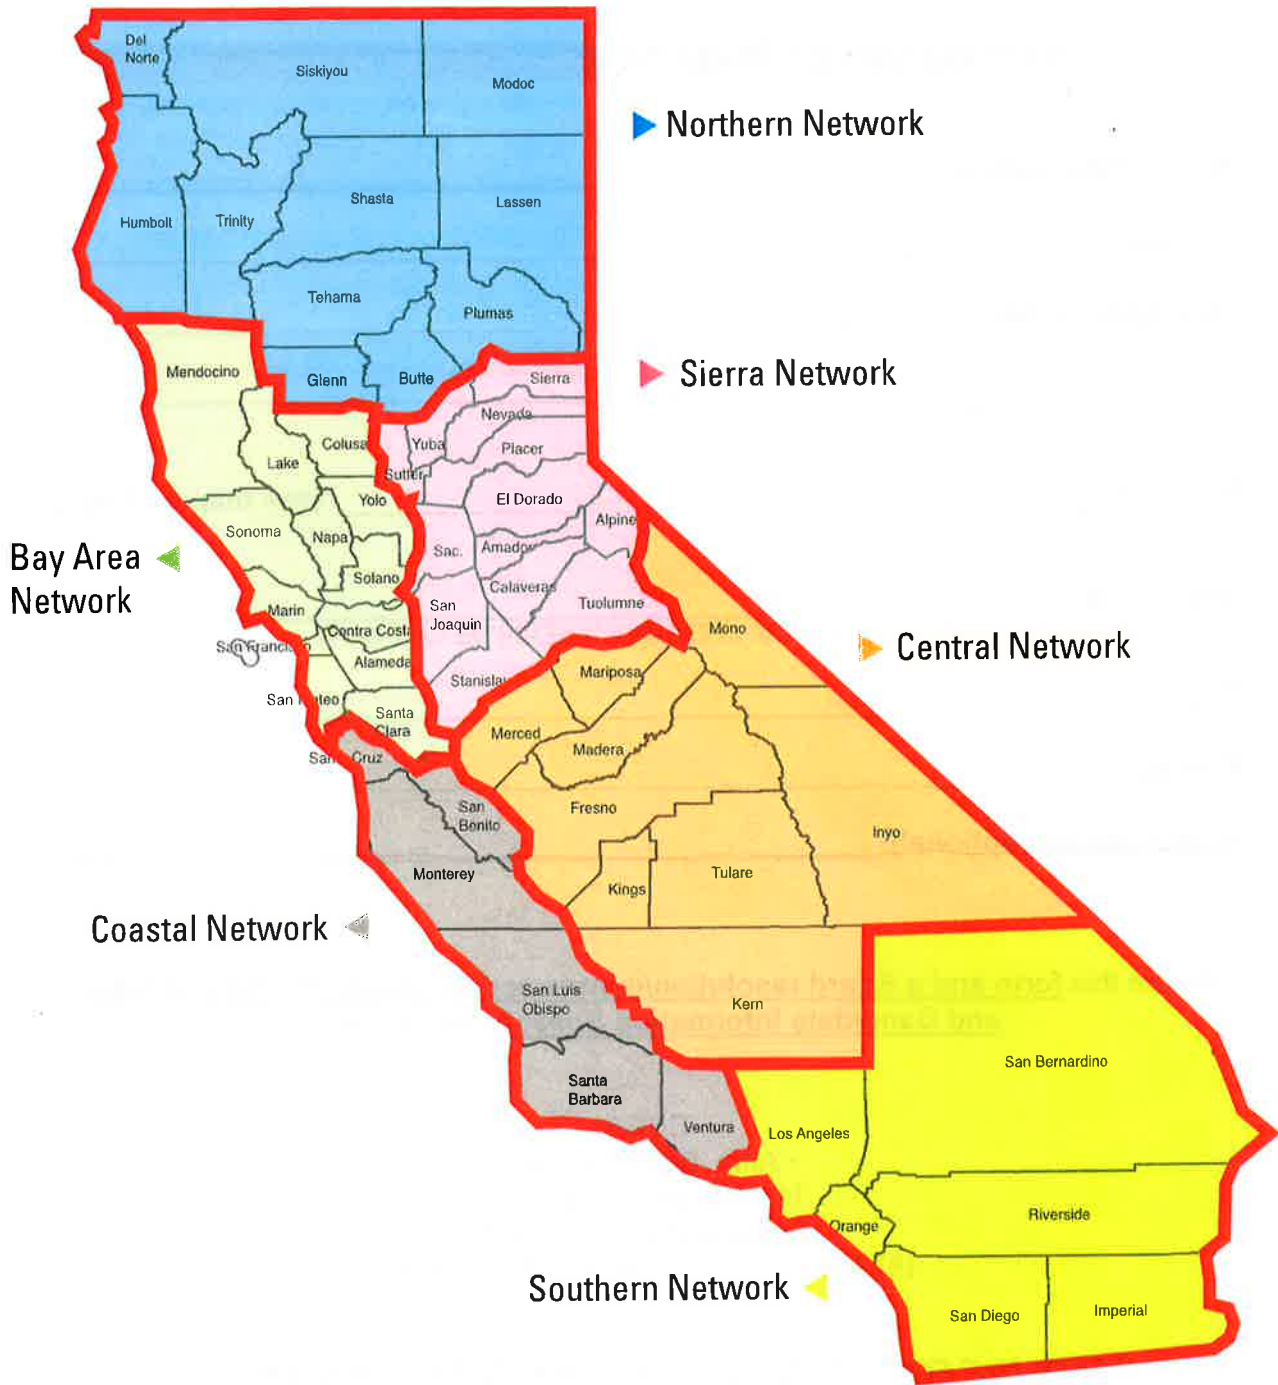 Del
Norte
Siskiyou
Modoc
Northern Network
Humbolt
Trinity
Shasta
Lassen
Tehama
Plumas
Glenn
Butte
Sierra Network
Mendocino
Sierra
Nevada
Yuba
Placer
Colusa
Lake
Sutter
Yolo
El Dorado
Alpine
Sonoma
Napa
Sac.
Amador
Bay Area
Network
Solano
Calaveras
Marin
San
Joaquin
Tuolumne
Contra Costa
San Francisco
Alameda
Mono
Central Network
Mariposa
Stanislau
San Mateo
Santa
Clara
Merced
Madera
Santa Cruz
San
Benito
Fresno
Inyo
Monterey
Kings
Tulare
Coastal Network
San Luis
Obispo
Kern
San Bernardino
Santa
Barbara
Ventura
Los Angeles
Orange
Riverside
Southern Network
San Diego
Imperial